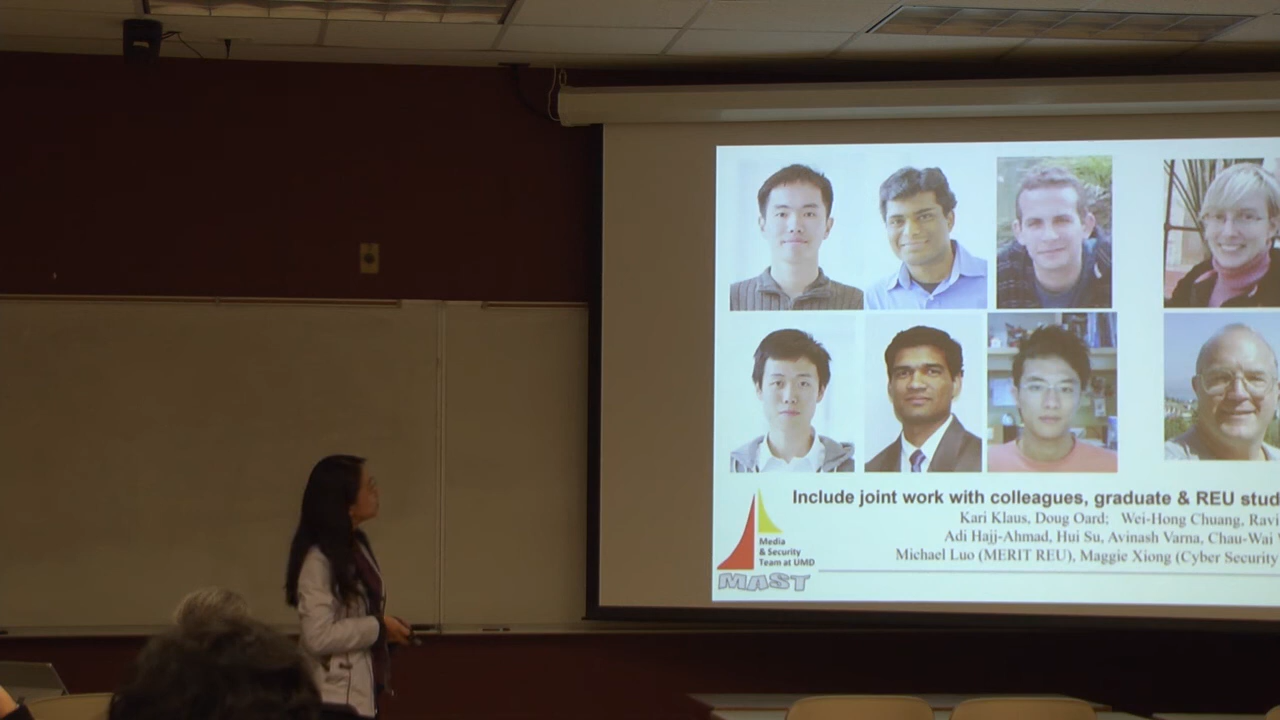 Include joint work with colleagues, graduate & REU stud
Kari Klaus, Doug Oard; Wei-Hong Chuang, Ravi
Adi Hajj-Ahmad, Hui Su, Avinash Varna, Chau-Wai
Michael Luo (MERIT REU), Maggie Xiong (Cyber Security
Media
& Security
Team at UMD
MAST